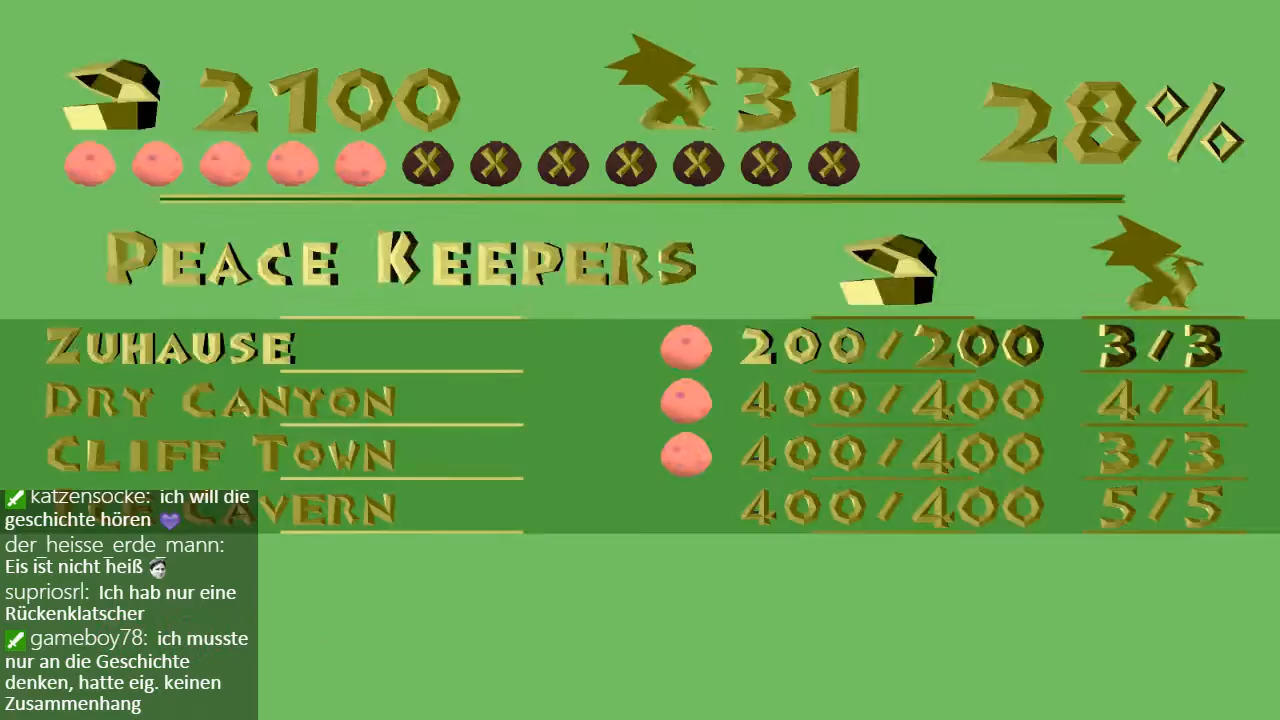 2100 31 28%
X X X X X X X
PEACE KEEPERS
ZUHAUSE 200/200 3/3
DRY CANYON 400/400 4/4
CLIFF TOWN 400/400 3/3
CAVERN 400/400 5/5
katzensocke: ich will die
geschichte hören
der_heisse_erde_mann:
Eis ist nicht heiß
supriosrl: Ich hab nur eine
Rückenklatscher
gameboy78: ich musste
nur an die Geschichte
denken, hatte eig. keinen
Zusammenhang